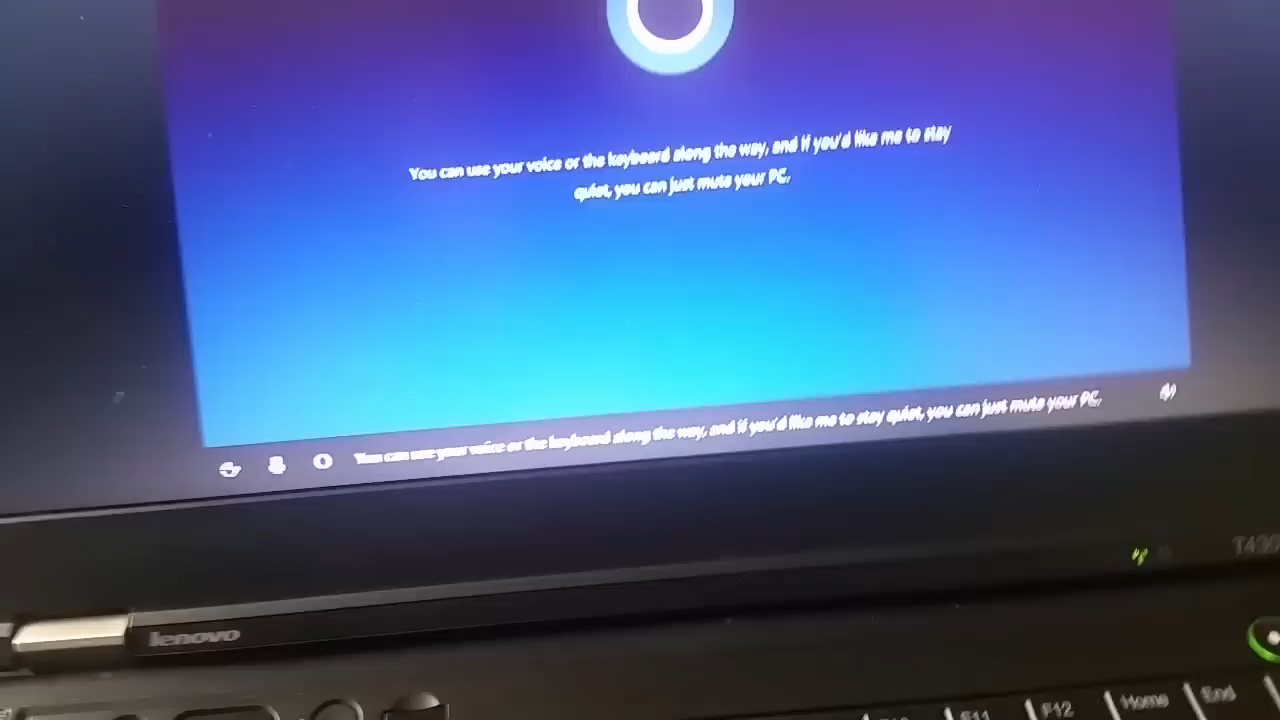 You can use your voice or the keyboard along the way, and if you'd like me to stay
quiet, you can just mute your PC.
You can use your voice or the keyboard along the way, and if you'd like me to stay quiet, you can just mute your PC.
T430
lenovo
F11 F12 Home End